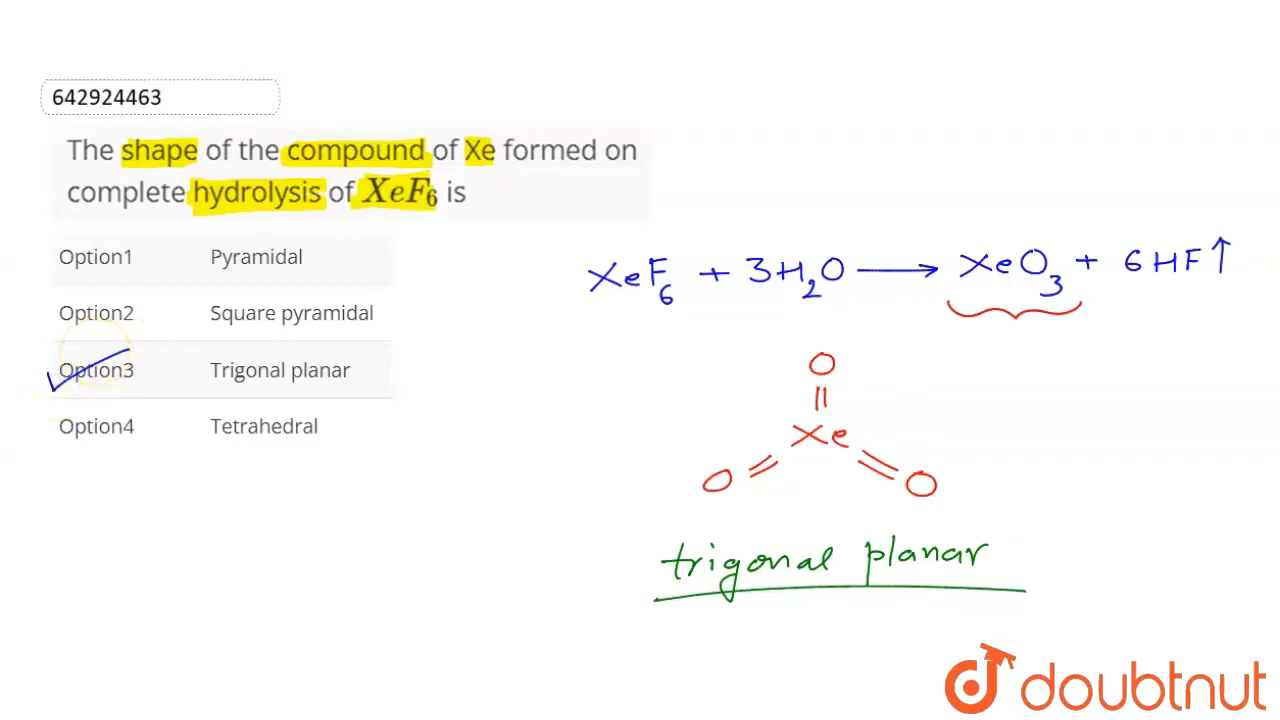 642924463
The shape of the compound of Xe formed on
complete hydrolysis of XeF₆ is
Option1 Pyramidal
Option2 Square pyramidal
Option3 Trigonal planar
Option4 Tetrahedral
XeF₆ + 3H₂O → XeO₃ + 6HF↑
O
||
Xe
O = = O
trigonal planar
doubtnut